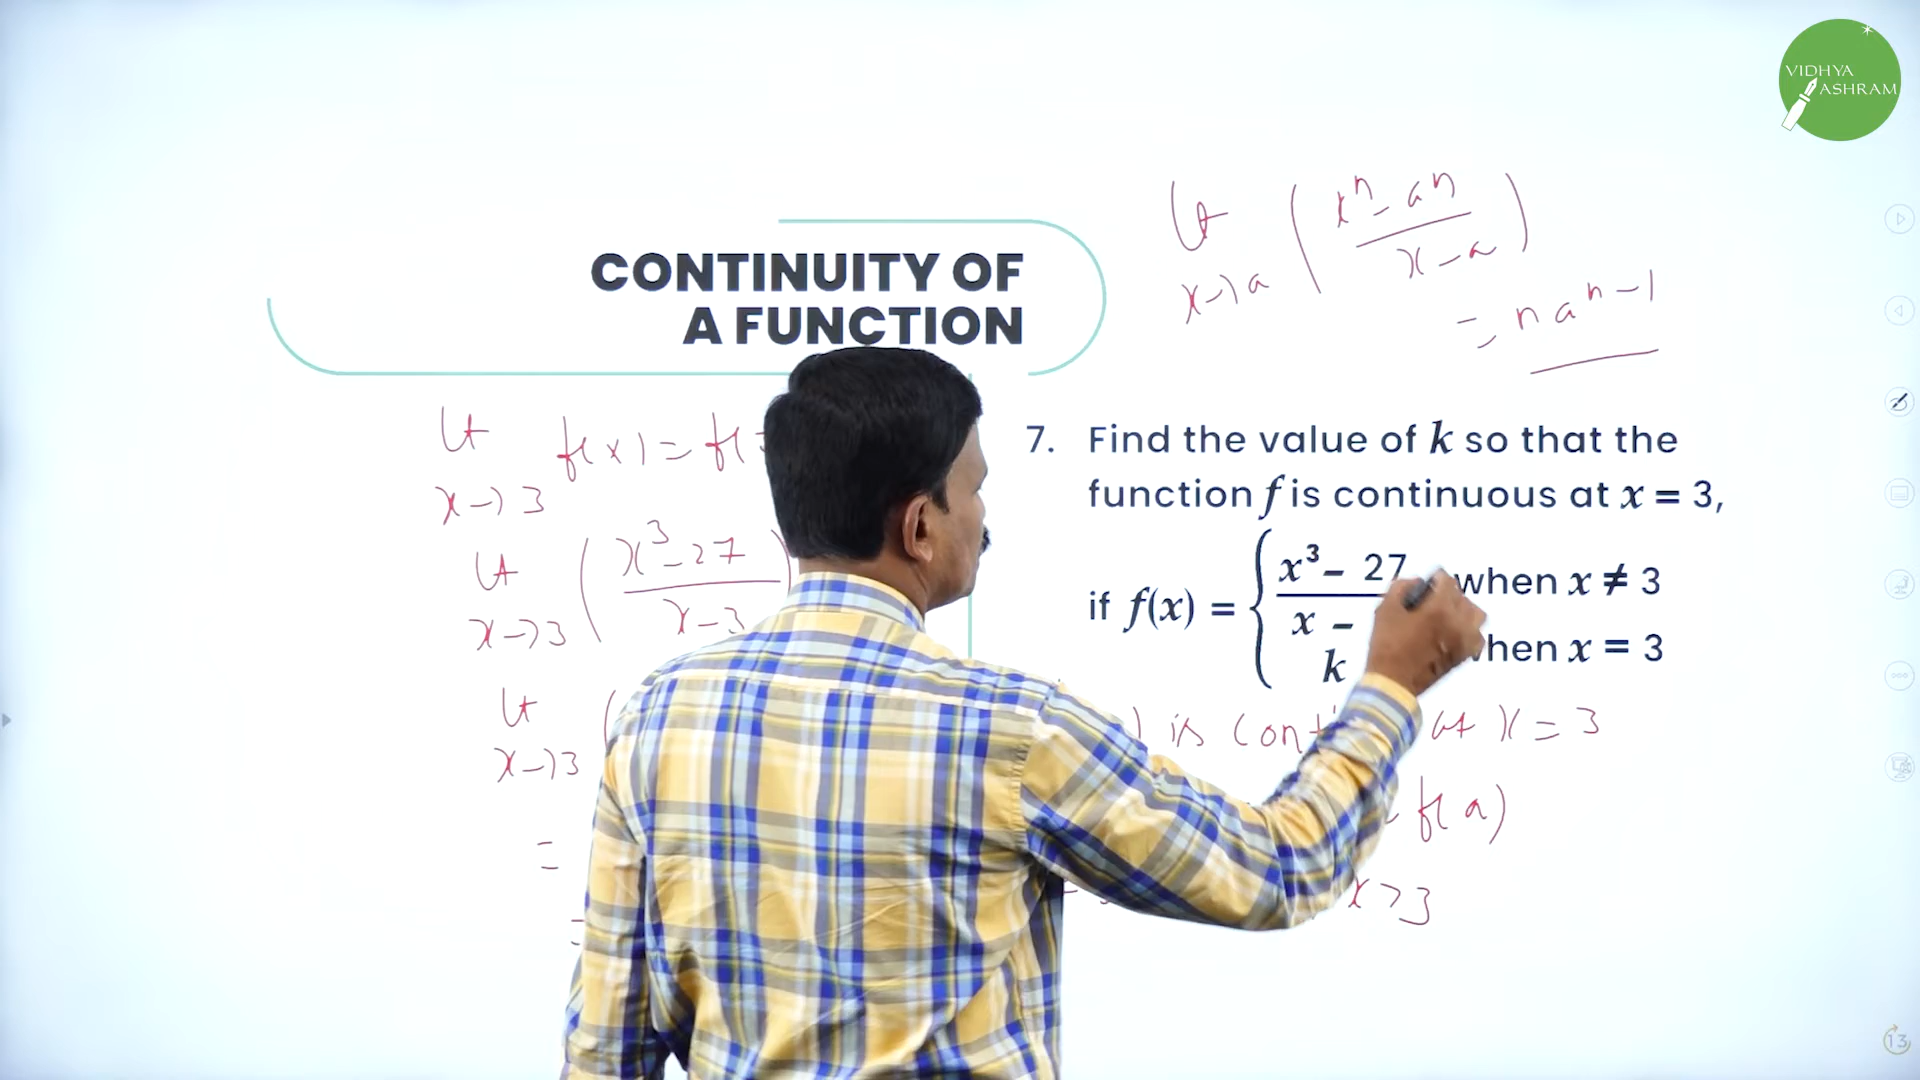 VIDHYA
ASHRAM
CONTINUITY OF
A FUNCTION
lt ( xⁿ - aⁿ / x - a )
x→a
= n aⁿ⁻¹
lt f(x) = f(
x→3
lt ( x³ - 27 / x - 3 )
x→3
lt (
x→3
=
=
7. Find the value of k so that the
function f is continuous at x = 3,
if f(x) = { x³ - 27 / x - when x ≠ 3
k when x = 3
) is at x = 3
f(a)
x > 3
13